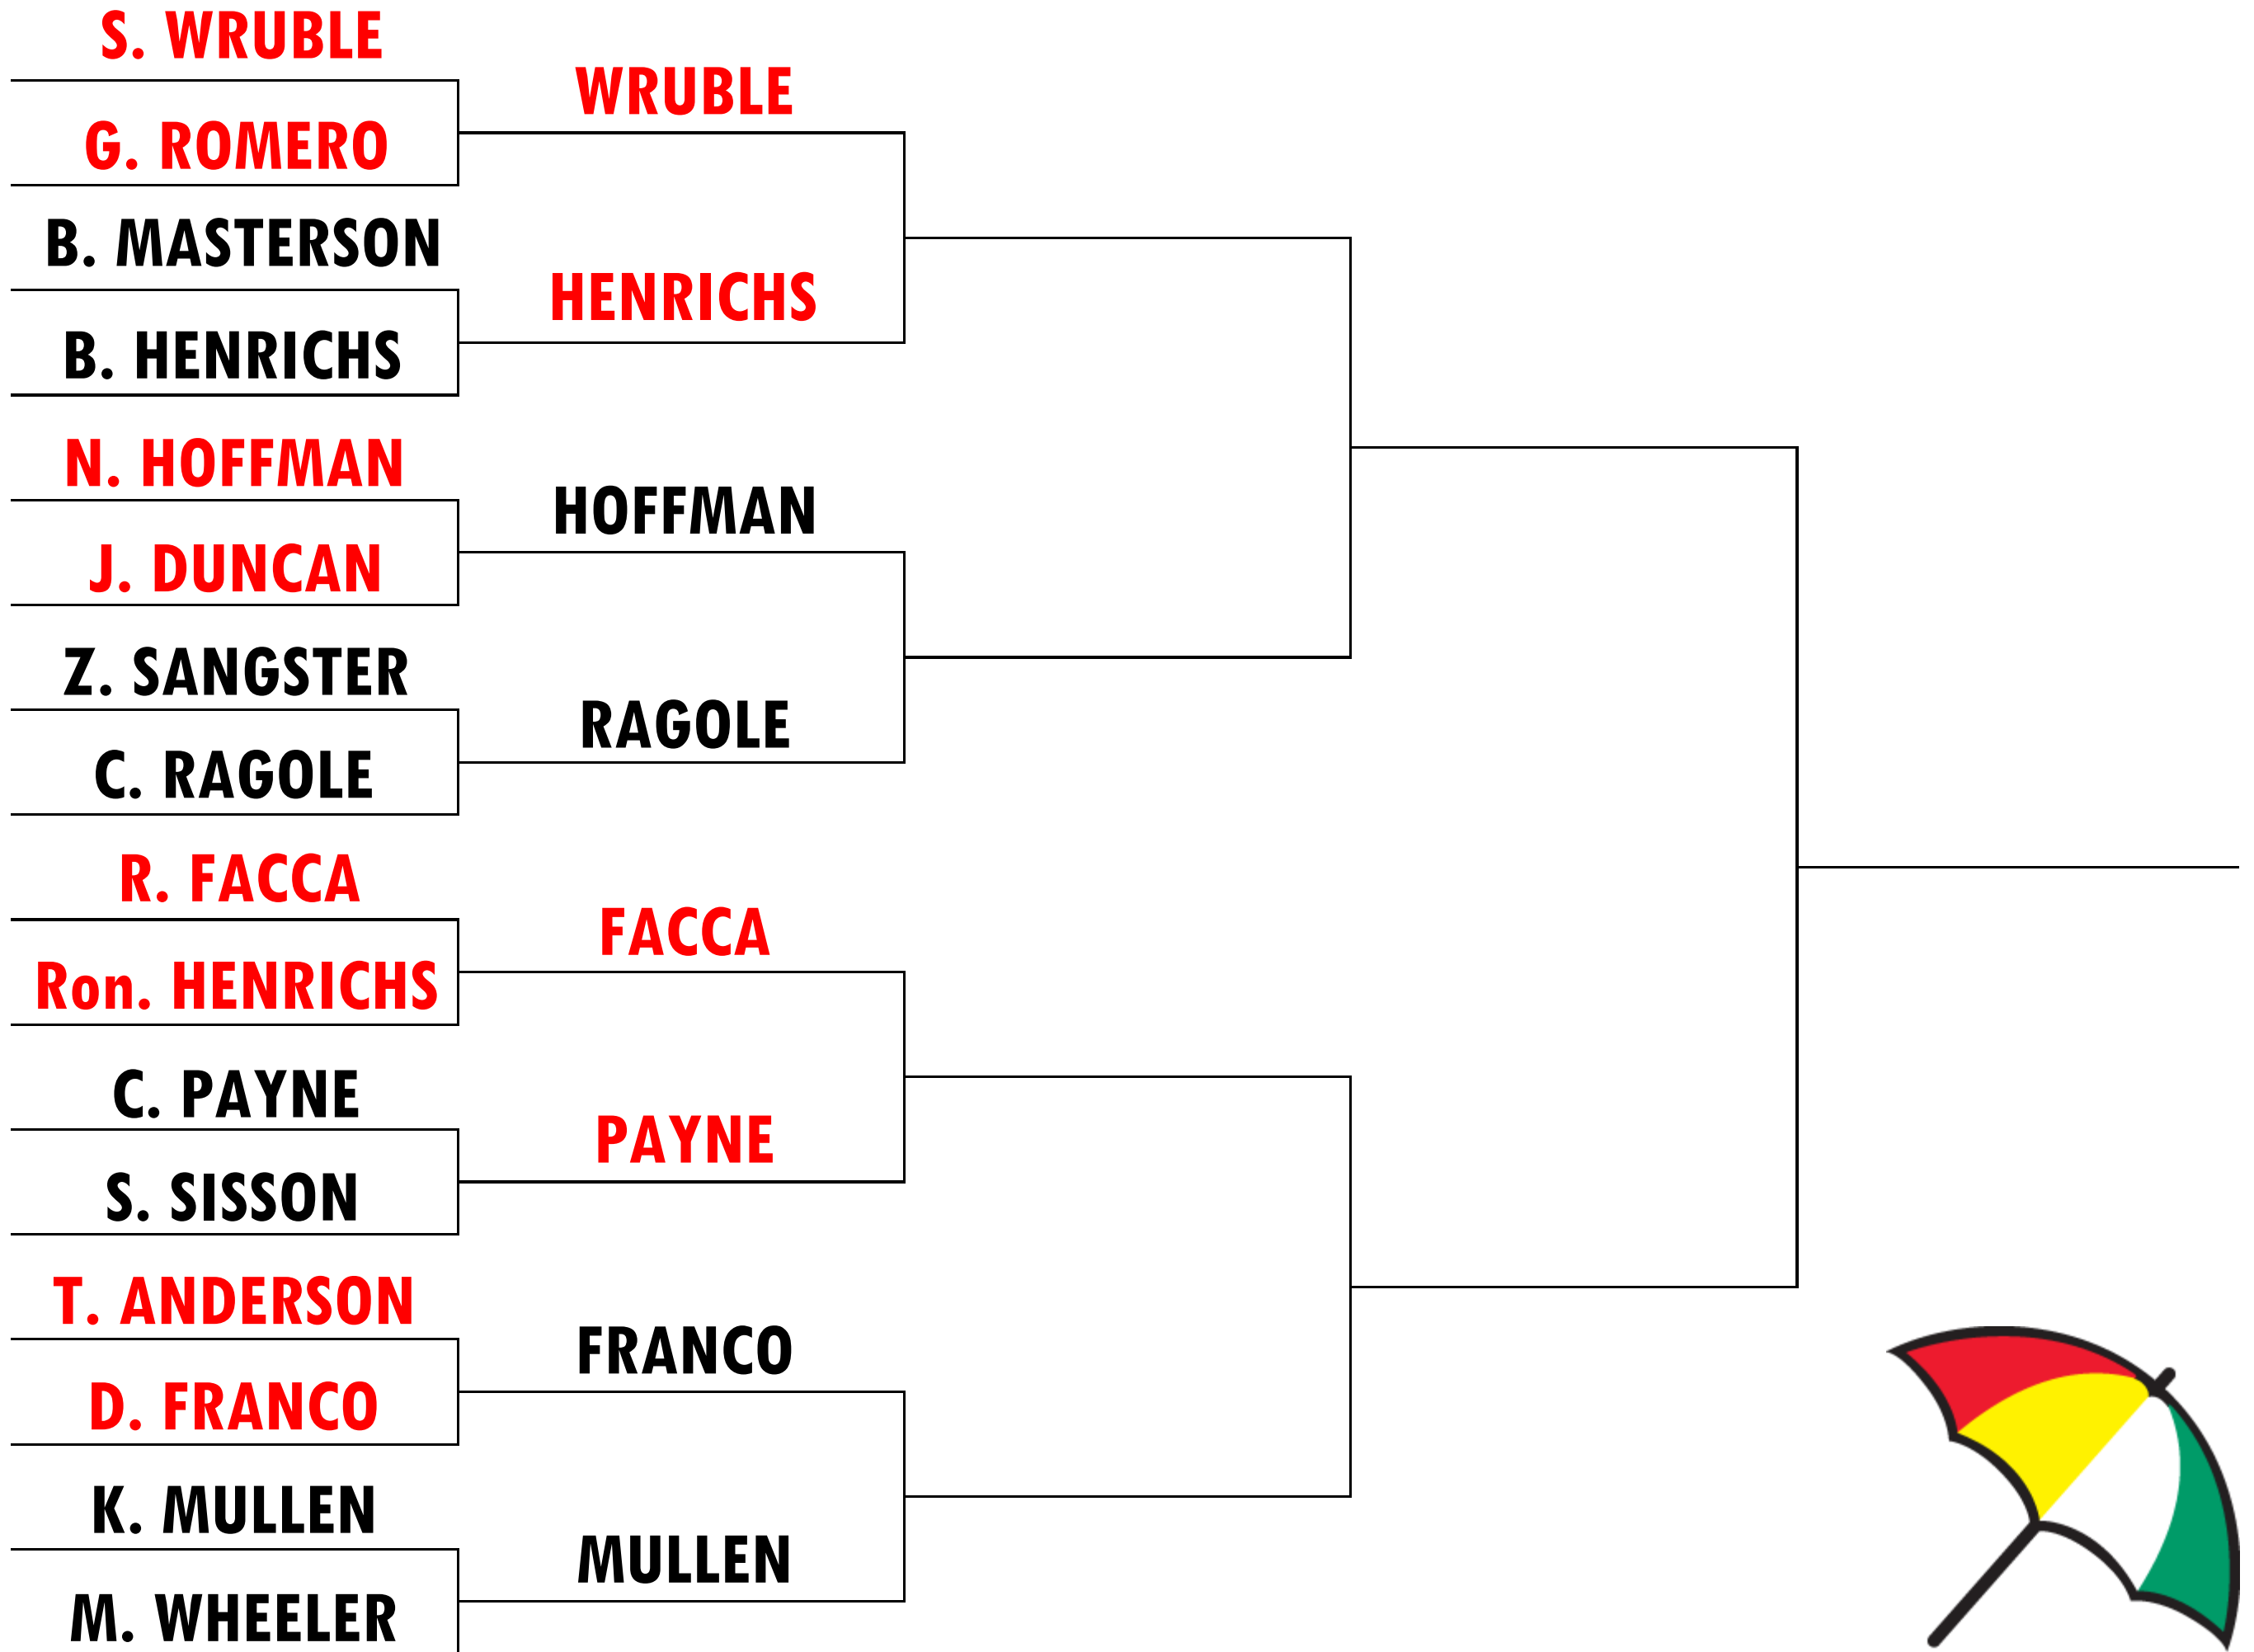 S. WRUBLE
G. ROMERO
B. MASTERSON
B. HENRICHS
N. HOFFMAN
J. DUNCAN
Z. SANGSTER
C. RAGOLE
R. FACCA
Ron. HENRICHS
C. PAYNE
S. SISSON
T. ANDERSON
D. FRANCO
K. MULLEN
M. WHEELER
WRUBLE
HENRICHS
HOFFMAN
RAGOLE
FACCA
PAYNE
FRANCO
MULLEN